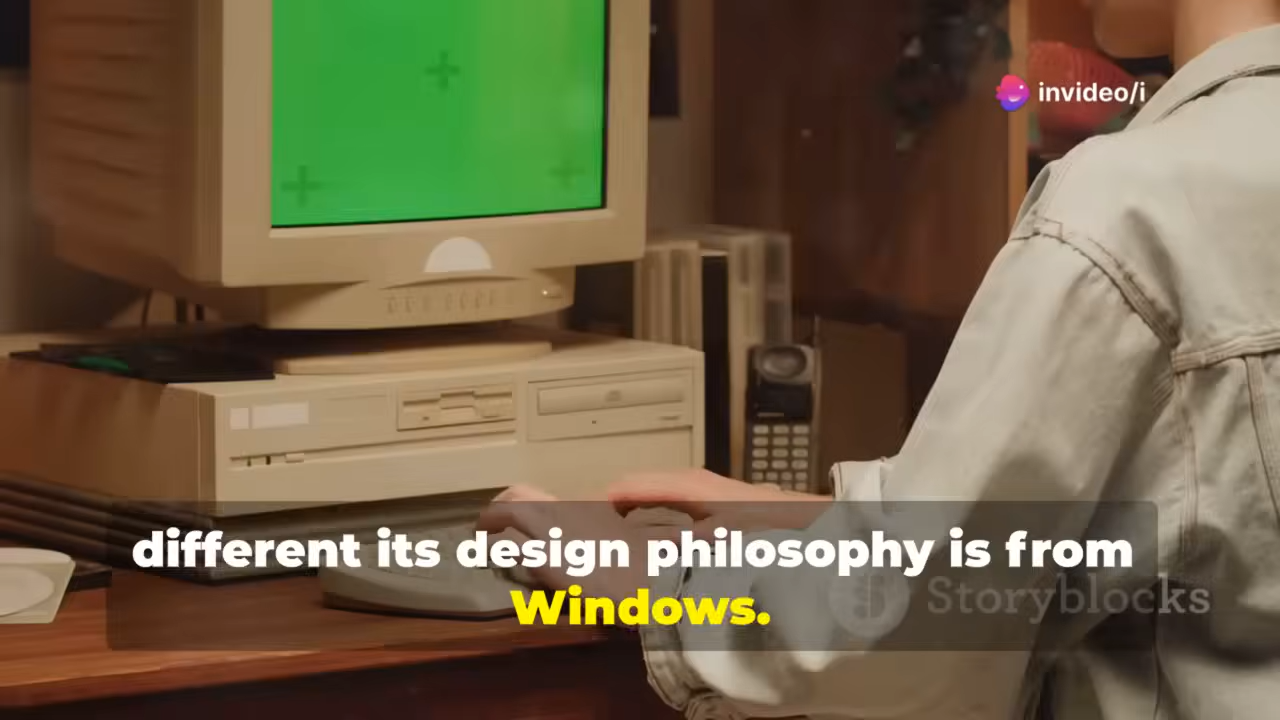 invideo/i
different its design philosophy is from
Windows.
Storyblocks